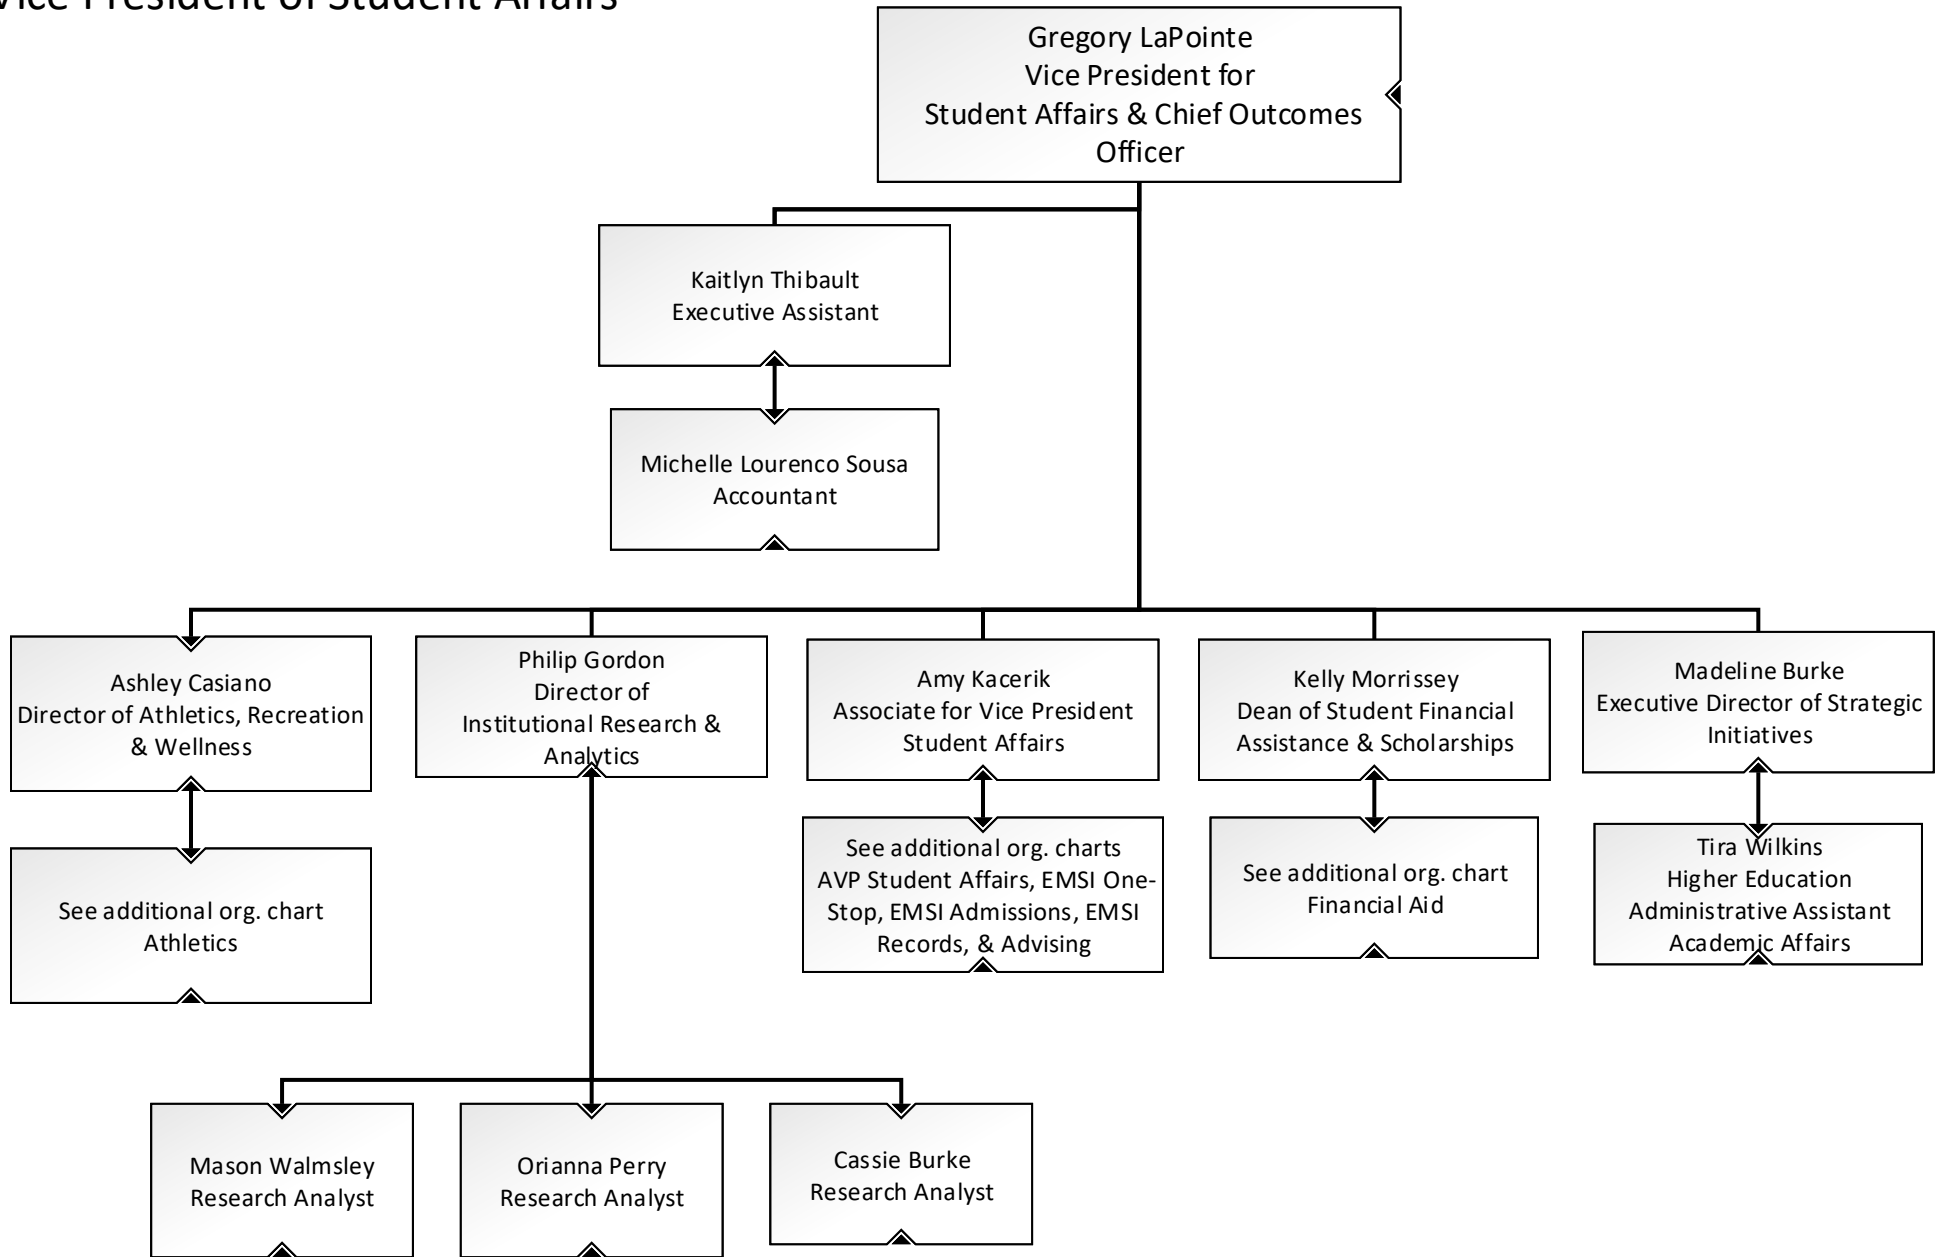 Vice President of Student Affairs
Gregory LaPointe
Vice President for
Student Affairs & Chief Outcomes
Officer
Kaitlyn Thibault
Executive Assistant
Michelle Lourenco Sousa
Accountant
Ashley Casiano
Director of Athletics, Recreation
& Wellness
Philip Gordon
Director of
Institutional Research &
Analytics
Amy Kacerik
Associate for Vice President
Student Affairs
Kelly Morrissey
Dean of Student Financial
Assistance & Scholarships
Madeline Burke
Executive Director of Strategic
Initiatives
See additional org. chart
Athletics
See additional org. charts
AVP Student Affairs, EMSI One-
Stop, EMSI Admissions, EMSI
Records, & Advising
See additional org. chart
Financial Aid
Tira Wilkins
Higher Education
Administrative Assistant
Academic Affairs
Mason Walmsley
Research Analyst
Orianna Perry
Research Analyst
Cassie Burke
Research Analyst